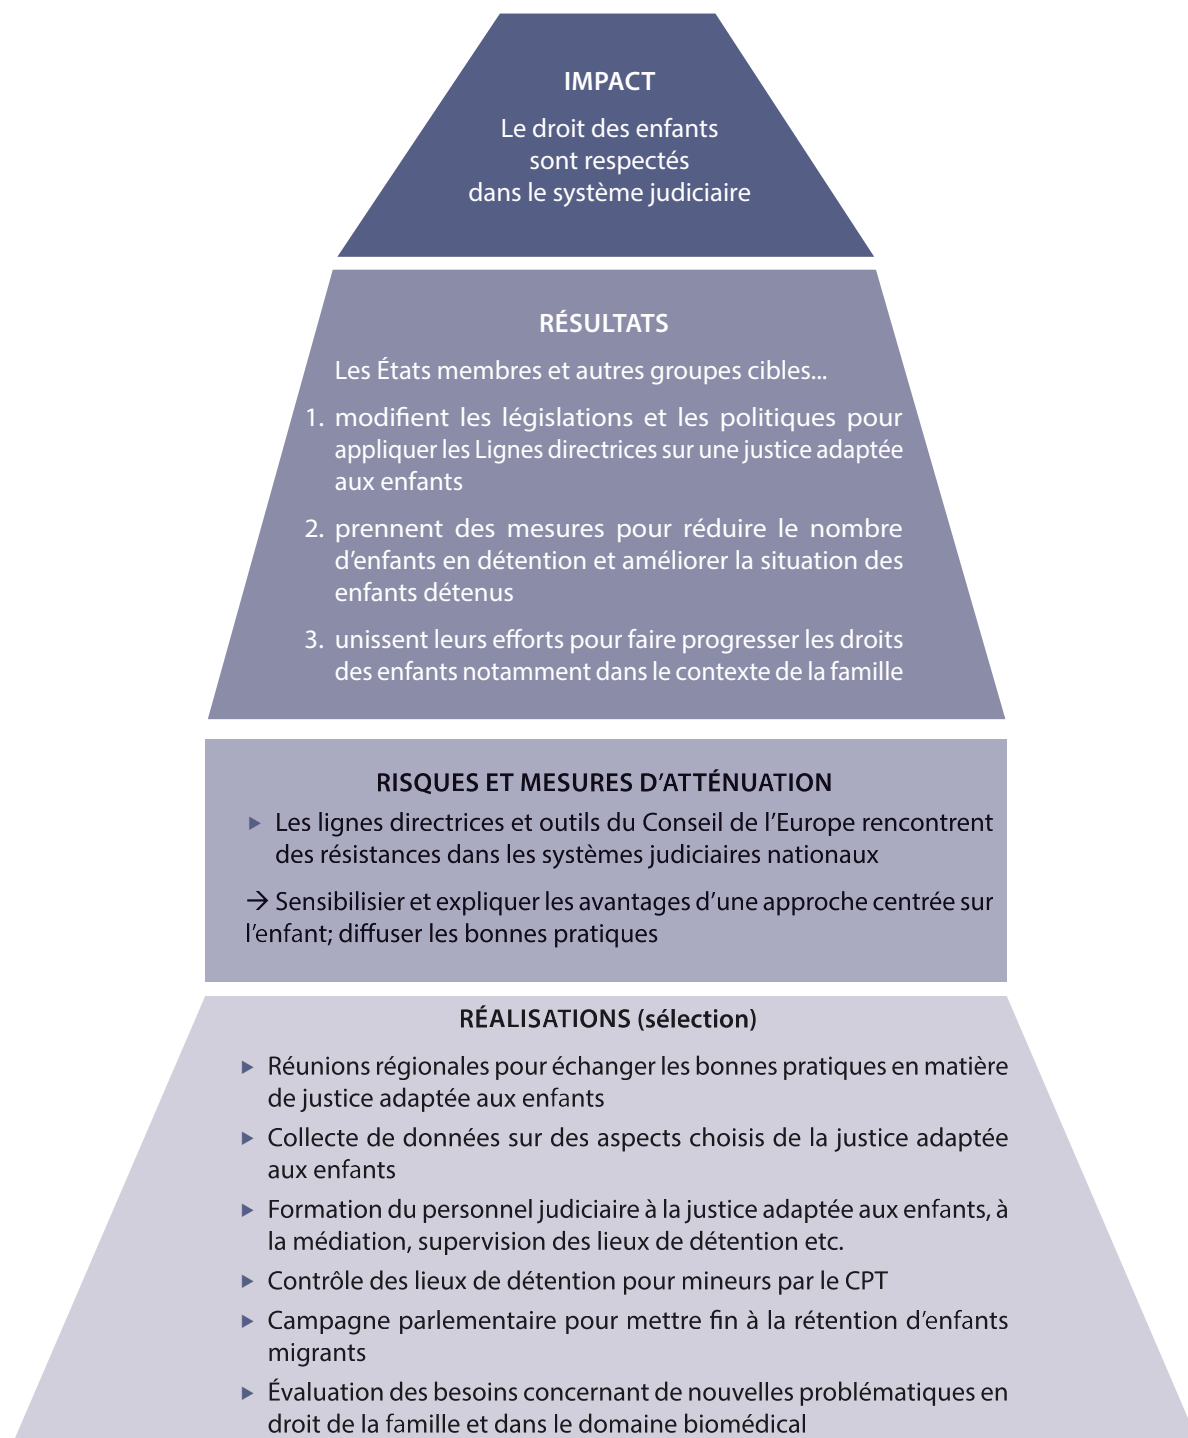 IMPACT
Le droit des enfants
sont respectés
dans le système judiciaire
RÉSULTATS
Les États membres et autres groupes cibles...
1. modifient les législations et les politiques pour
appliquer les Lignes directrices sur une justice adaptée
aux enfants
2. prennent des mesures pour réduire le nombre
d’enfants en détention et améliorer la situation des
enfants détenus
3. unissent leurs efforts pour faire progresser les droits
des enfants notamment dans le contexte de la famille
RISQUES ET MESURES D’ATTÉNUATION
▶ Les lignes directrices et outils du Conseil de l’Europe rencontrent
des résistances dans les systèmes judiciaires nationaux
→ Sensibilisier et expliquer les avantages d’une approche centrée sur
l’enfant; diffuser les bonnes pratiques
RÉALISATIONS (sélection)
▶ Réunions régionales pour échanger les bonnes pratiques en matière
de justice adaptée aux enfants
▶ Collecte de données sur des aspects choisis de la justice adaptée
aux enfants
▶ Formation du personnel judiciaire à la justice adaptée aux enfants, à
la médiation, supervision des lieux de détention etc.
▶ Contrôle des lieux de détention pour mineurs par le CPT
▶ Campagne parlementaire pour mettre fin à la rétention d’enfants
migrants
▶ Évaluation des besoins concernant de nouvelles problématiques en
droit de la famille et dans le domaine biomédical